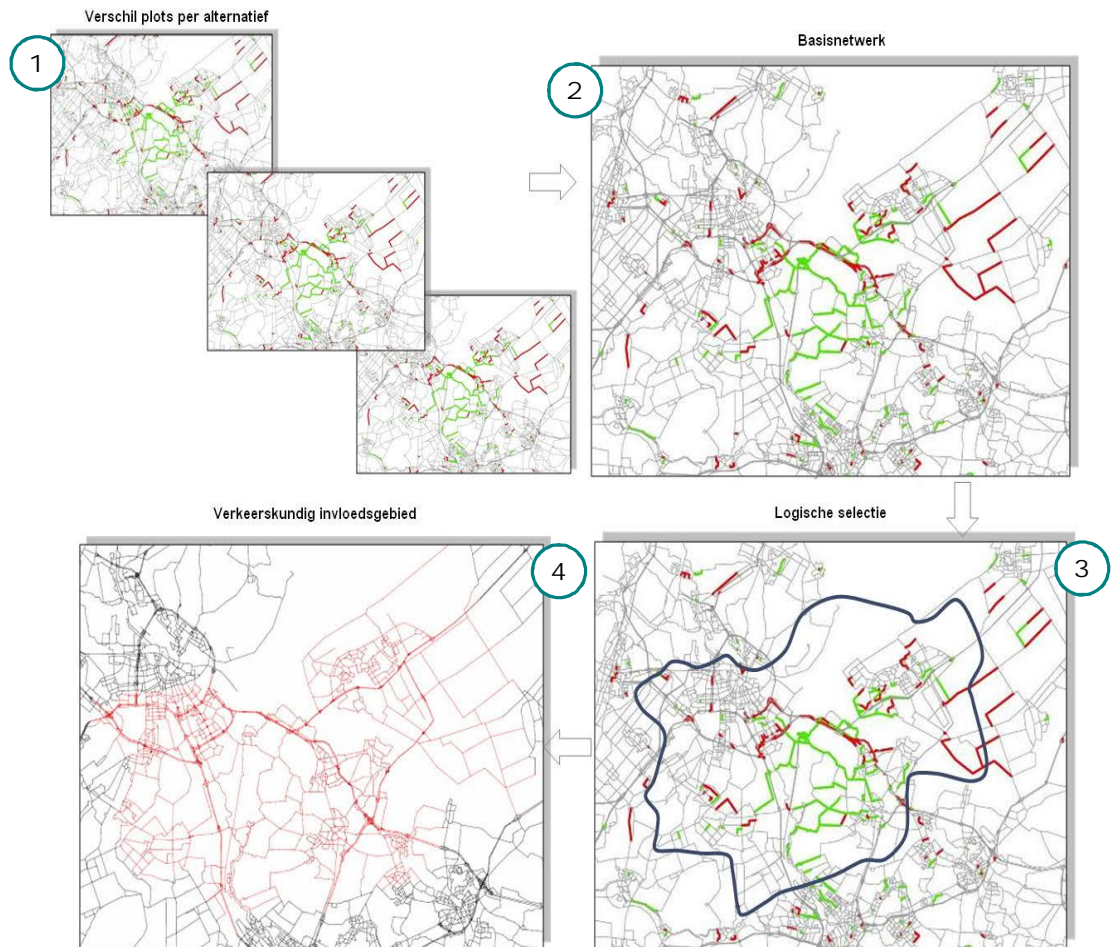 Verschil plots per alternatief
1
Basisnetwerk
2
Logische selectie
3
Verkeerskundig invloedsgebied
4